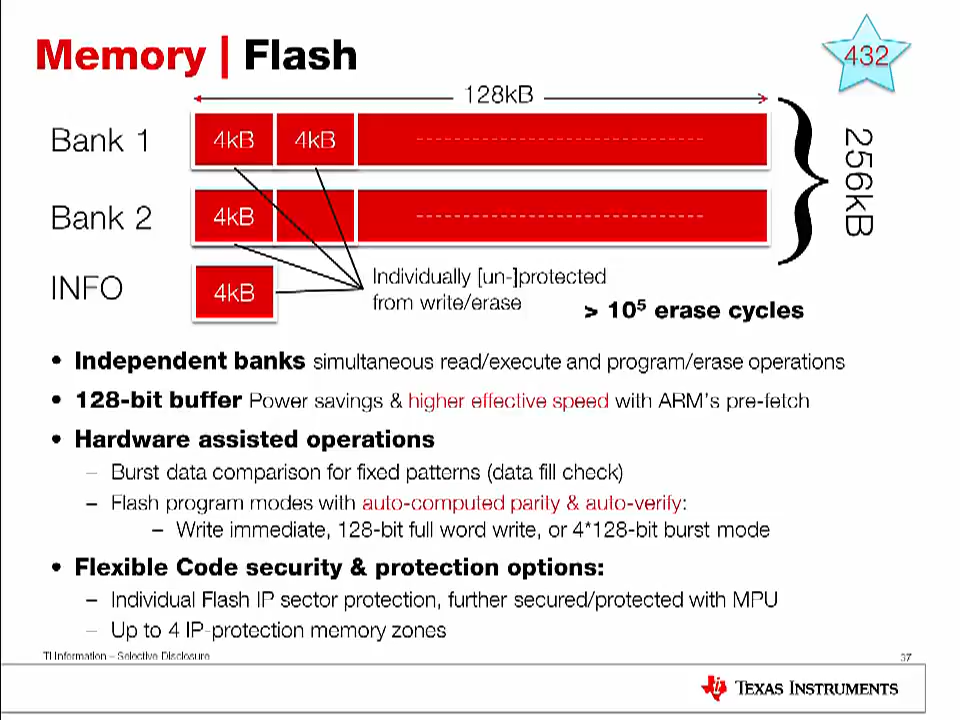 Memory | Flash
432
128kB
Bank 1
4kB
4kB
Bank 2
4kB
256kB
INFO
4kB
Individually [un-]protected
from write/erase
> 10⁵ erase cycles
• Independent banks simultaneous read/execute and program/erase operations
• 128-bit buffer Power savings & higher effective speed with ARM's pre-fetch
• Hardware assisted operations
– Burst data comparison for fixed patterns (data fill check)
– Flash program modes with auto-computed parity & auto-verify:
– Write immediate, 128-bit full word write, or 4*128-bit burst mode
• Flexible Code security & protection options:
– Individual Flash IP sector protection, further secured/protected with MPU
– Up to 4 IP-protection memory zones
TI Information – Selective Disclosure
37
TEXAS INSTRUMENTS